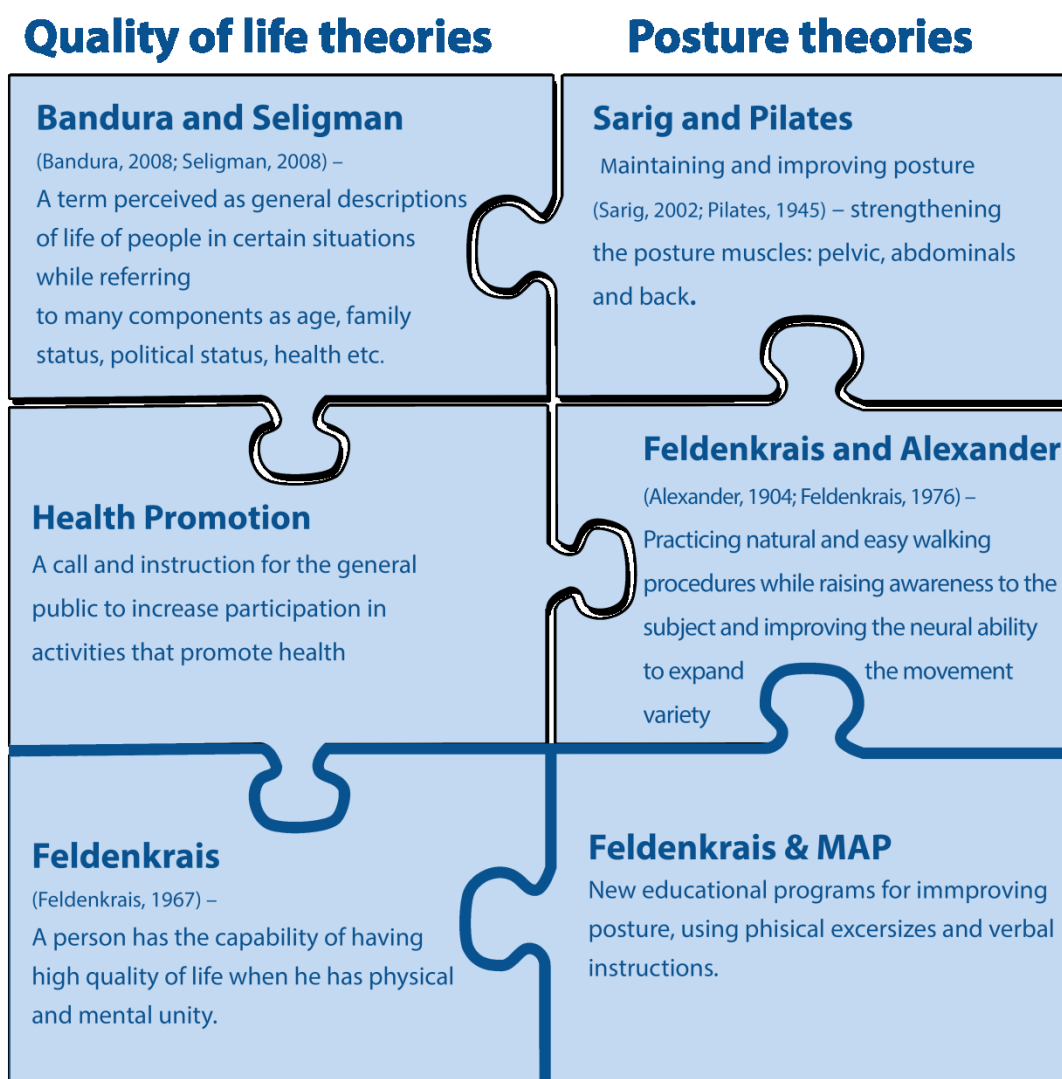 Quality of life theories
Posture theories
Bandura and Seligman
(Bandura, 2008; Seligman, 2008) –
A term perceived as general descriptions
of life of people in certain situations
while referring
to many components as age, family
status, political status, health etc.
Sarig and Pilates
Maintaining and improving posture
(Sarig, 2002; Pilates, 1945) – strengthening
the posture muscles: pelvic, abdominals
and back.
Health Promotion
A call and instruction for the general
public to increase participation in
activities that promote health
Feldenkrais and Alexander
(Alexander, 1904; Feldenkrais, 1976) –
Practicing natural and easy walking
procedures while raising awareness to the
subject and improving the neural ability
to expand the movement
variety
Feldenkrais
(Feldenkrais, 1967) –
A person has the capability of having
high quality of life when he has physical
and mental unity.
Feldenkrais & MAP
New educational programs for immproving
posture, using phisical excersizes and verbal
instructions.